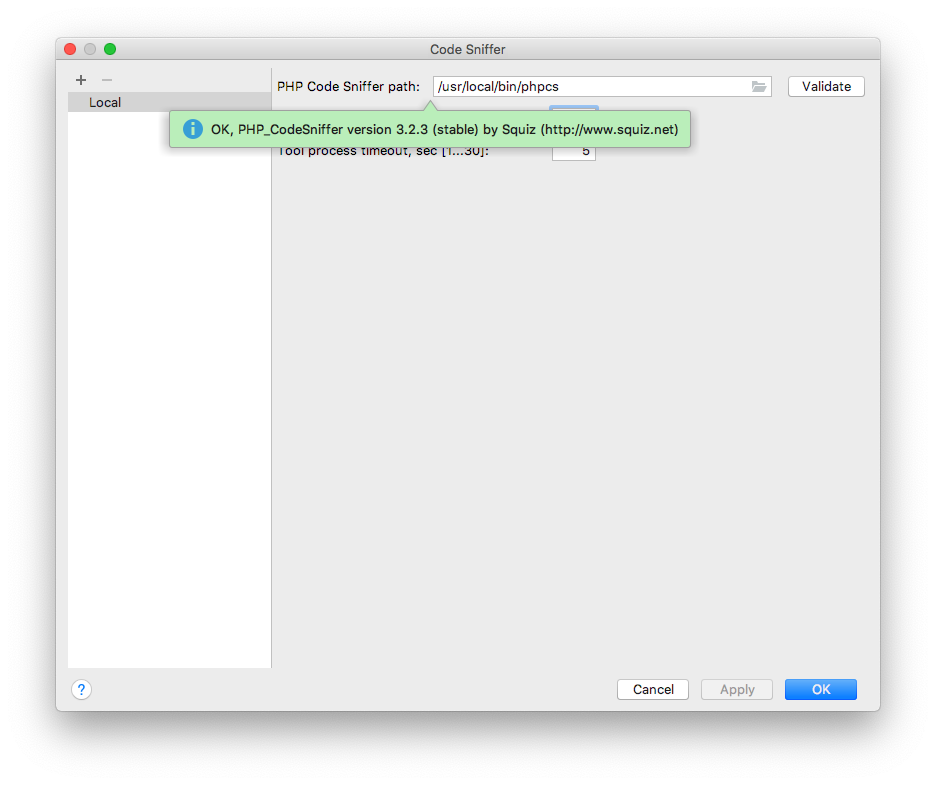 Code Sniffer
+ −
Local
PHP Code Sniffer path: /usr/local/bin/phpcs Validate
OK, PHP_CodeSniffer version 3.2.3 (stable) by Squiz (http://www.squiz.net)
Tool process timeout, sec [1...30]: 5
? Cancel Apply OK